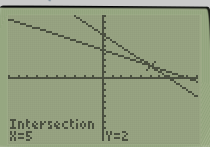 Intersection
X=5 Y=2